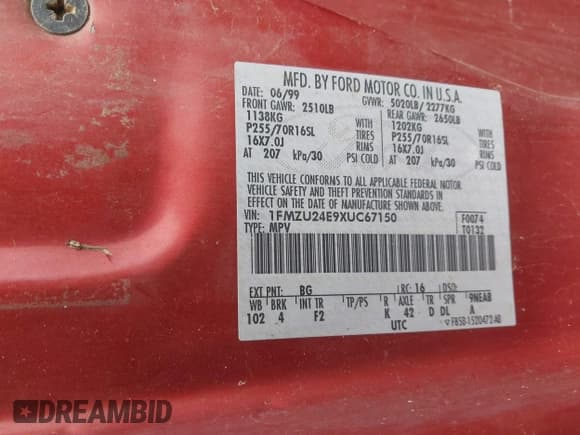 MFD. BY FORD MOTOR CO. IN U.S.A.
DATE: 06/99 GVWR: 5020LB/ 2277KG
FRONT GAWR: 2510LB REAR GAWR: 2650LB
1138KG WITH 1202KG WITH
P255/70R16SL TIRES P255/70R16SL TIRES
16X7.0J RIMS 16X7.0J RIMS
AT 207 kPa/30 PSI COLD AT 207 kPa/30 PSI COLD
THIS VEHICLE CONFORMS TO ALL APPLICABLE FEDERAL MOTOR
VEHICLE SAFETY AND THEFT PREVENTION STANDARDS IN
EFFECT ON THE DATE OF MANUFACTURE SHOWN ABOVE.
VIN: 1FMZU24E9XUC67150 F0074
TYPE: MPV T0132
EXT PNT: BG RC: 16 DSO:
WB BRK INT TR TP/PS R AXLE TR SPR 9NEAB
102 4 F2 K 42 D DL A
UTC F85B-1520472-AB
DREAMBID